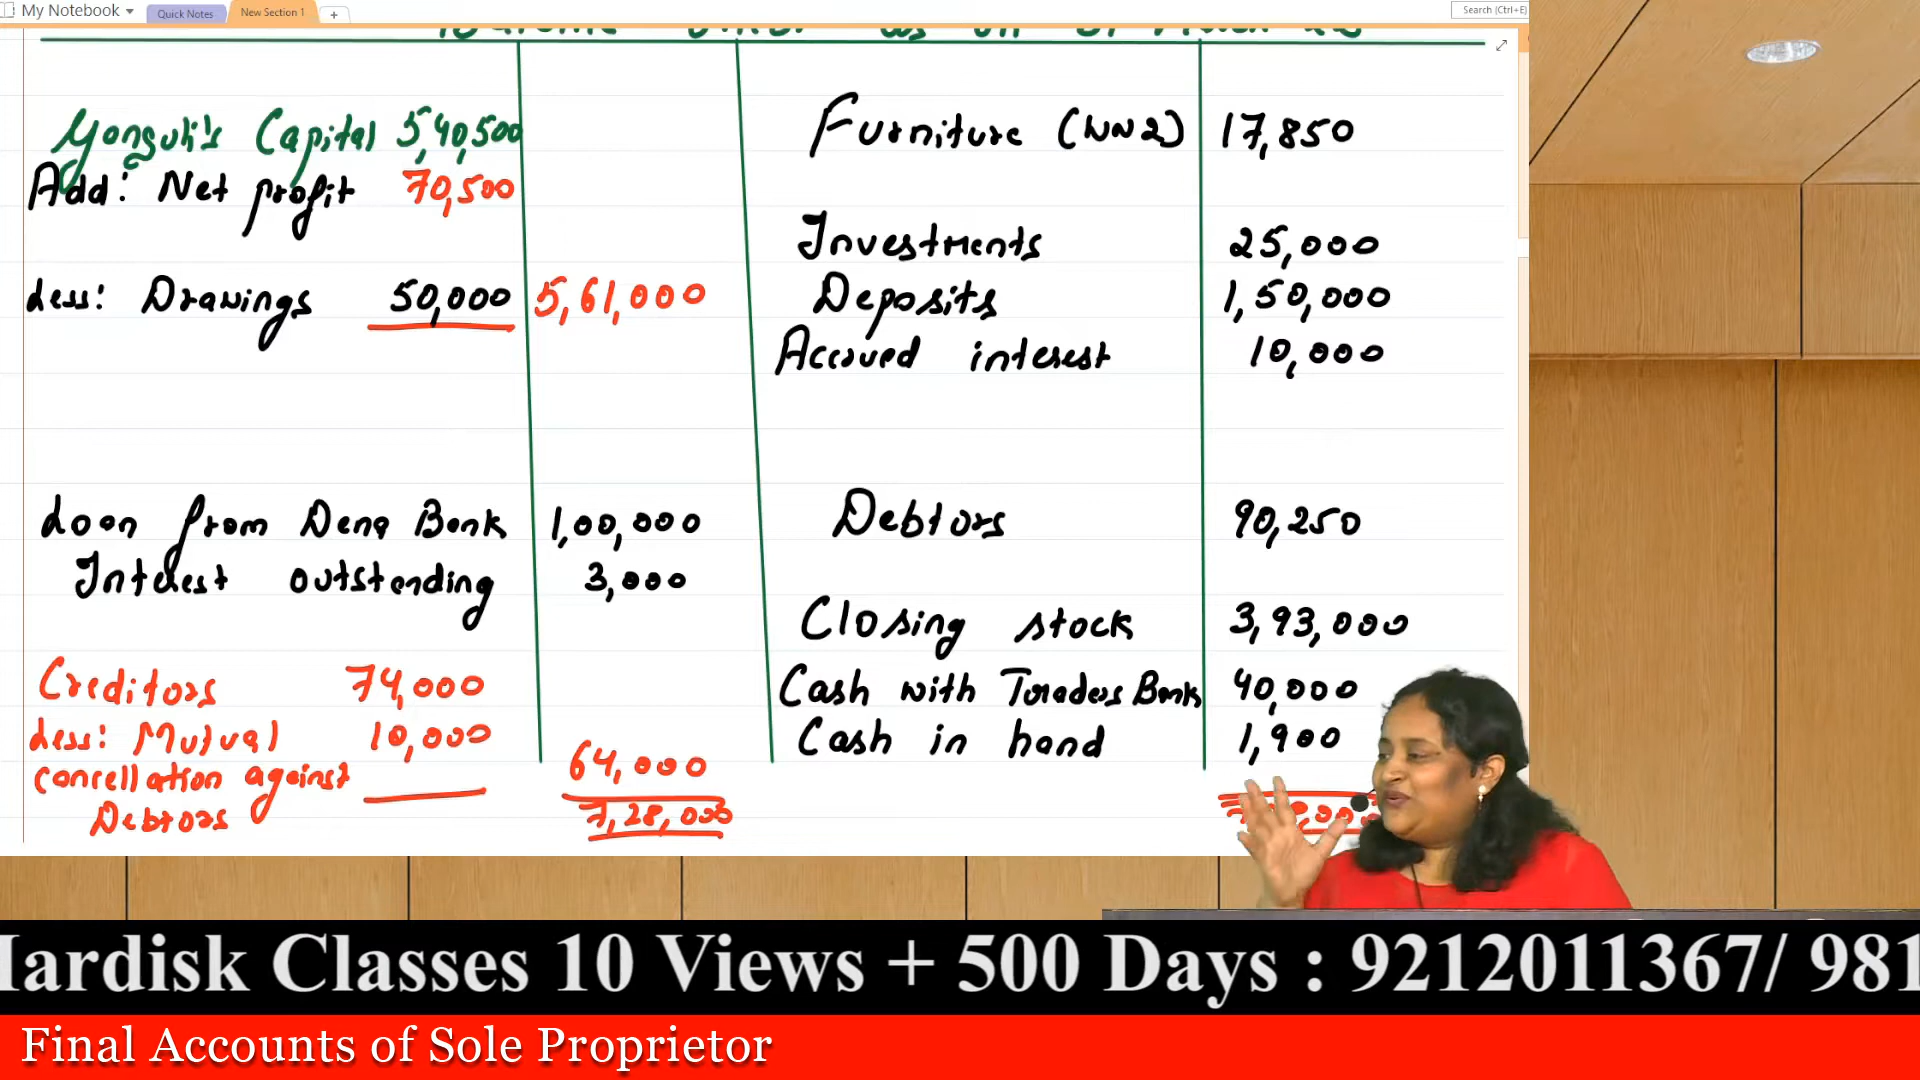 My Notebook
Quick Notes
New Section 1
+
Search (Ctrl+E)
Capital 5,40,500
Add: Net profit 70,500
Less: Drawings 50,000 5,61,000
Loan from Dena Bank 1,00,000
Interest outstanding 3,000
Creditors 74,000
Less: Mutual 10,000
cancellation against
Debtors
64,000
7,28,000
Furniture (WN2) 17,850
Investments 25,000
Deposits 1,50,000
Accrued interest 10,000
Debtors 90,250
Closing stock 3,93,000
Cash with Traders Bank 40,000
Cash in hand 1,900
Hardisk Classes 10 Views + 500 Days : 9212011367/ 981
Final Accounts of Sole Proprietor